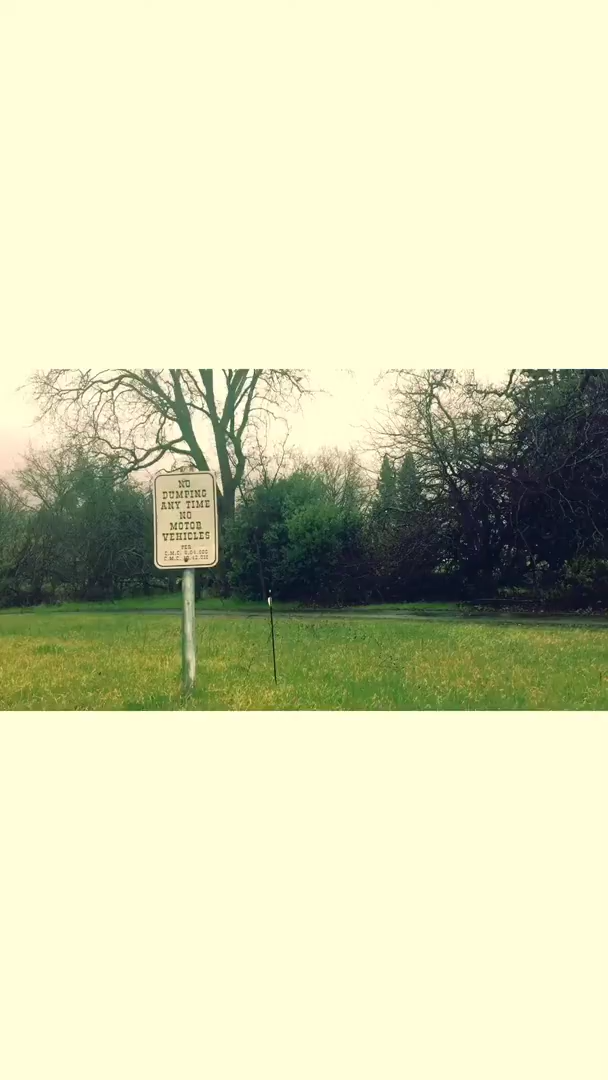 NO
DUMPING
ANY TIME
NO
MOTOR
VEHICLES
PER
C.M.C.
C.M.C.